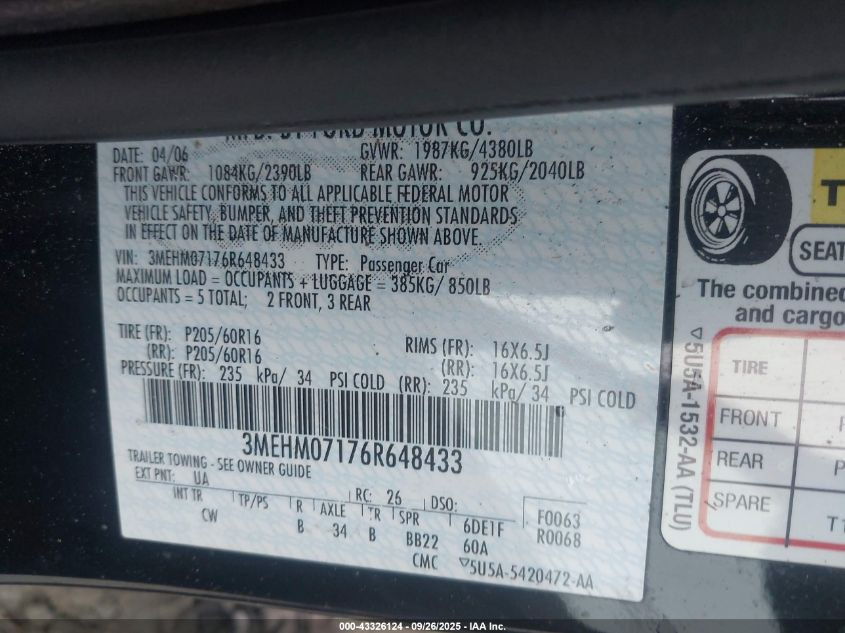 MFD. BY FORD MOTOR CO.
DATE: 04/06 GVWR: 1987KG/4380LB
FRONT GAWR: 1084KG/2390LB REAR GAWR: 925KG/2040LB
THIS VEHICLE CONFORMS TO ALL APPLICABLE FEDERAL MOTOR
VEHICLE SAFETY, BUMPER, AND THEFT PREVENTION STANDARDS
IN EFFECT ON THE DATE OF MANUFACTURE SHOWN ABOVE.
VIN: 3MEHM07176R648433 TYPE: Passenger Car
MAXIMUM LOAD = OCCUPANTS + LUGGAGE = 385KG/ 850LB
OCCUPANTS = 5 TOTAL; 2 FRONT, 3 REAR
TIRE (FR): P205/60R16 RIMS (FR): 16X6.5J
(RR): P205/60R16 (RR): 16X6.5J
PRESSURE (FR): 235 kPa/ 34 PSI COLD (RR): 235 kPa/ 34 PSI COLD
3MEHM07176R648433
TRAILER TOWING - SEE OWNER GUIDE
EXT PNT: UA RC: 26 DSO:
INT TR TP/PS R AXLE TR SPR 6DE1F F0063
CW B 34 B BB22 60A R0068
CMC ▽5U5A-5420472-AA
T
SEAT
The combined
and cargo
TIRE
FRONT P
REAR P
SPARE T1
▽5U5A-1532-AA (TLU)
000-43326124 - 09/26/2025 - IAA Inc.